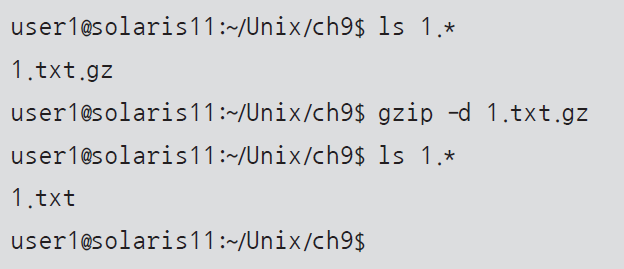 user1@solaris11:~/Unix/ch9$ ls 1.*
1.txt.gz
user1@solaris11:~/Unix/ch9$ gzip -d 1.txt.gz
user1@solaris11:~/Unix/ch9$ ls 1.*
1.txt
user1@solaris11:~/Unix/ch9$